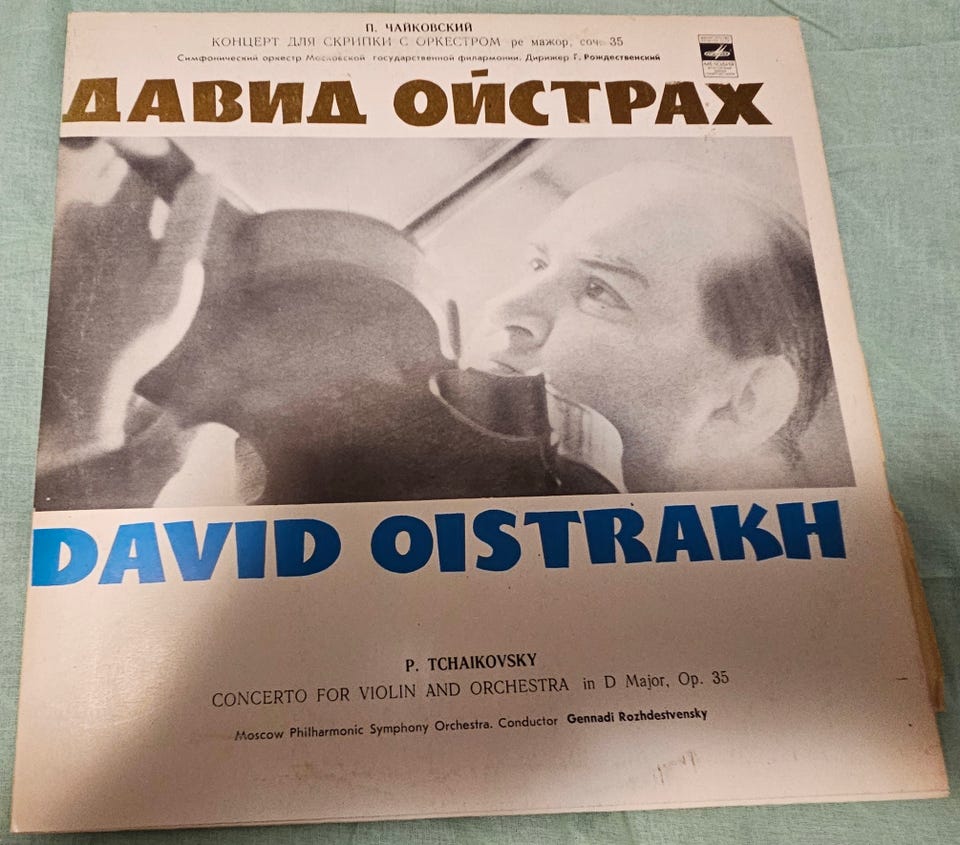 П. ЧАЙКОВСКИЙ
КОНЦЕРТ ДЛЯ СКРИПКИ С ОРКЕСТРОМ ре мажор, соч. 35
Симфонический оркестр Московской государственной филармонии. Дирижер Г. Рождественский
МЕЛОДИЯ
ДАВИД ОЙСТРАХ
DAVID OISTRAKH
P. TCHAIKOVSKY
CONCERTO FOR VIOLIN AND ORCHESTRA in D Major, Op. 35
Moscow Philharmonic Symphony Orchestra. Conductor Gennadi Rozhdestvensky